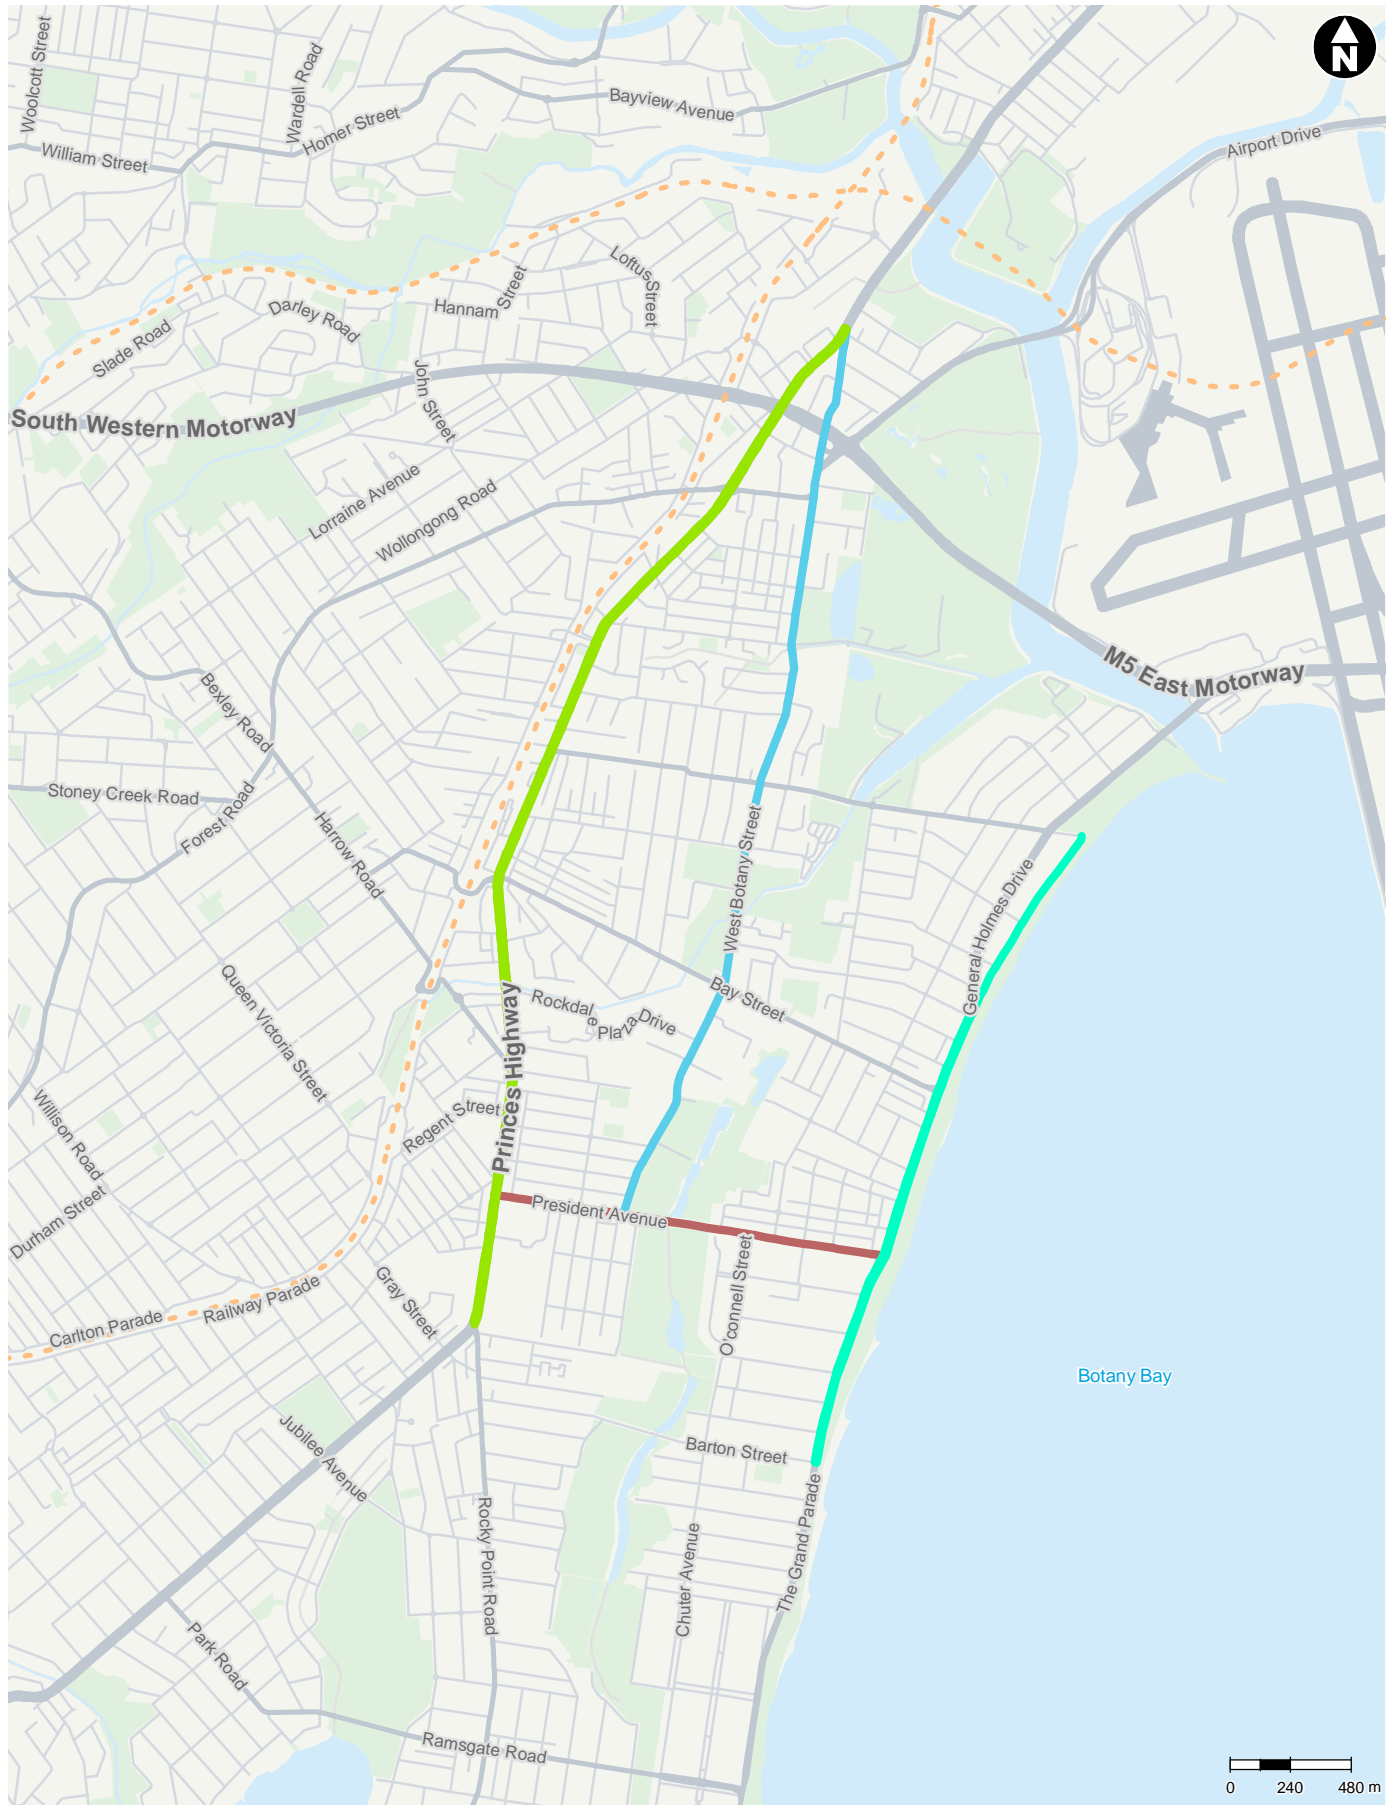 Woolcott Street
Wardell Road
Homer Street
William Street
Bayview Avenue
Airport Drive
N
Loftus Street
Hannam Street
Darley Road
Slade Road
John Street
South Western Motorway
Lorraine Avenue
Wollongong Road
M5 East Motorway
Bexley Road
Stoney Creek Road
Forest Road
Harrow Road
West Botany Street
General Holmes Drive
Queen Victoria Street
Princes Highway
Rockdale Plaza Drive
Bay Street
Willison Road
Regent Street
Durham Street
President Avenue
O'connell Street
Gray Street
Railway Parade
Carlton Parade
Botany Bay
Jubilee Avenue
Barton Street
Rocky Point Road
Chuter Avenue
The Grand Parade
Park Road
Ramsgate Road
0 240 480 m